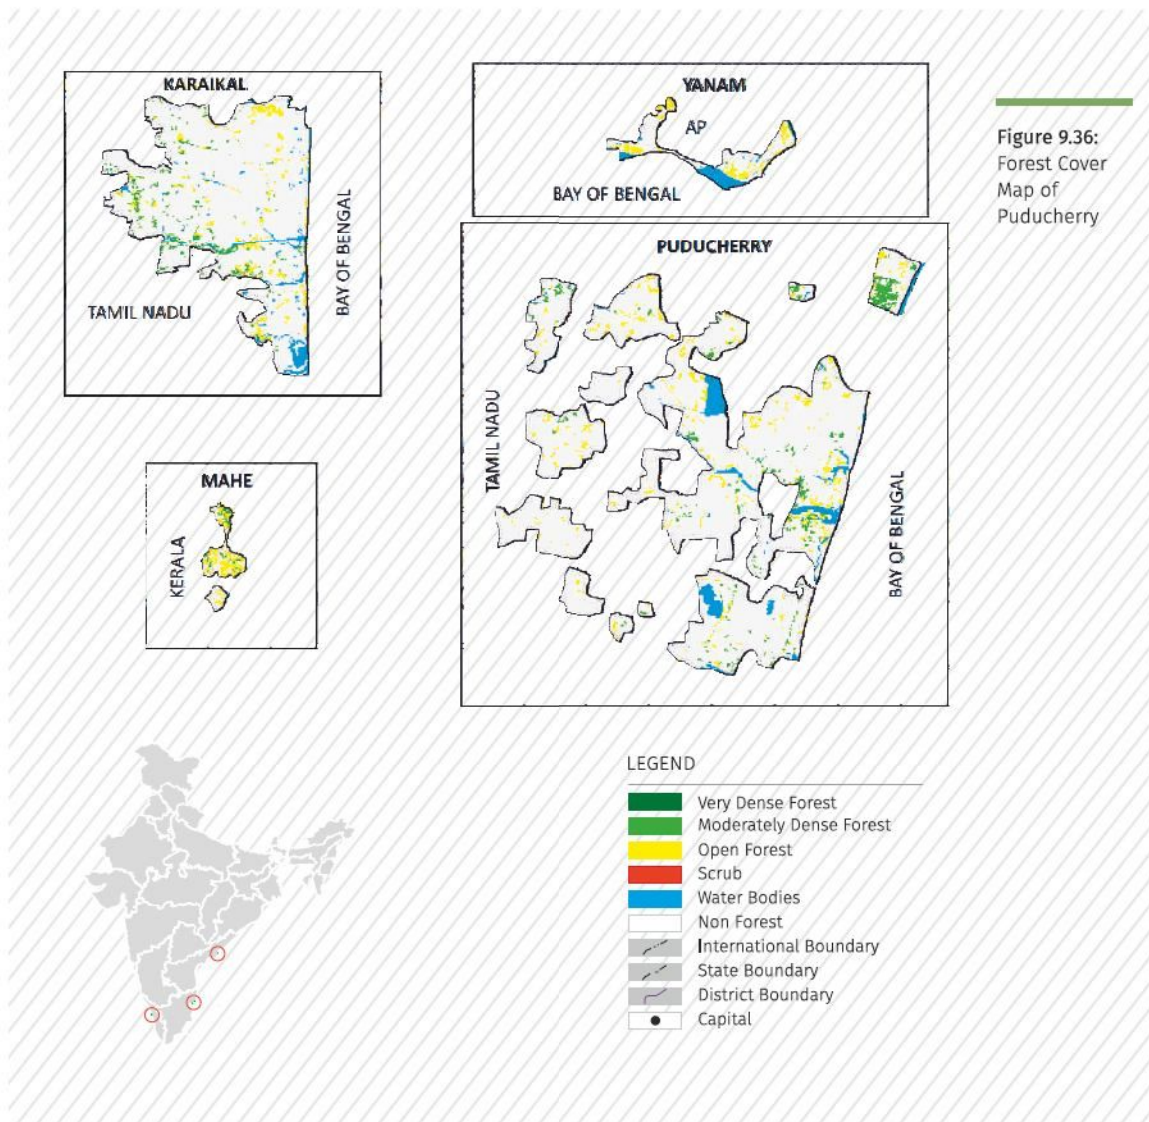 KARAIKAL
BAY OF BENGAL
TAMIL NADU
YANAM
AP
BAY OF BENGAL
Figure 9.36:
Forest Cover
Map of
Puducherry
PUDUCHERRY
TAMIL NADU
BAY OF BENGAL
MAHE
KERALA
LEGEND
Very Dense Forest
Moderately Dense Forest
Open Forest
Scrub
Water Bodies
Non Forest
International Boundary
State Boundary
District Boundary
Capital